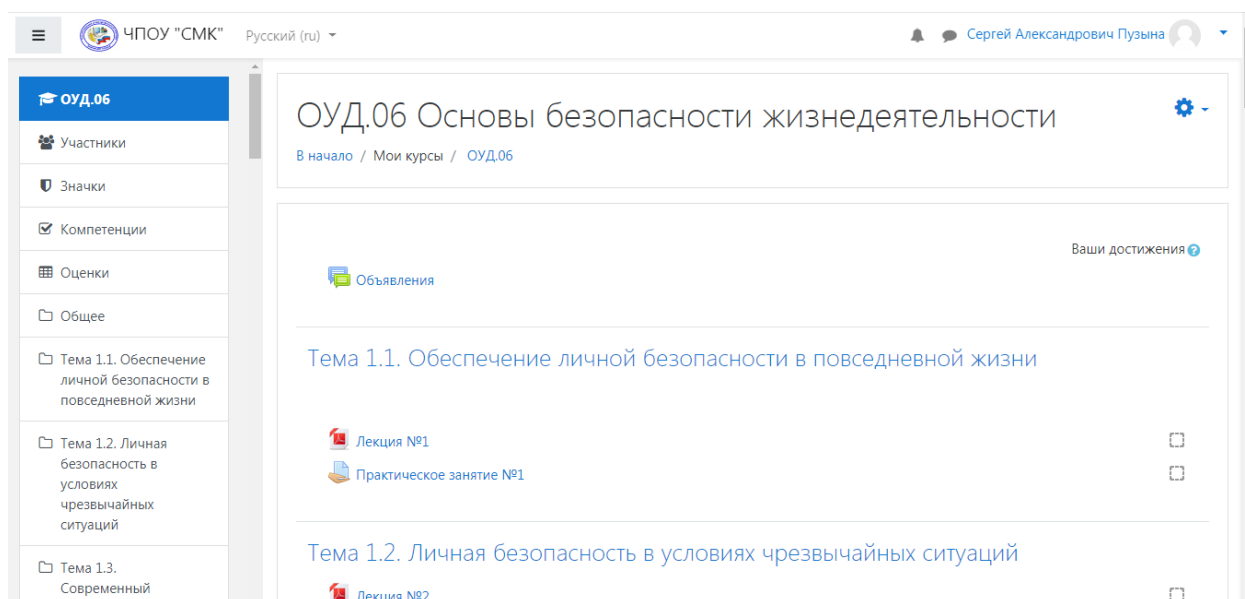 ЧПОУ "СМК"
Русский (ru)
Сергей Александрович Пузына
ОУД.06
Участники
Значки
Компетенции
Оценки
Общее
Тема 1.1. Обеспечение
личной безопасности в
повседневной жизни
Тема 1.2. Личная
безопасность в
условиях
чрезвычайных
ситуаций
Тема 1.3.
Современный
ОУД.06 Основы безопасности жизнедеятельности
В начало / Мои курсы / ОУД.06
Ваши достижения
Объявления
Тема 1.1. Обеспечение личной безопасности в повседневной жизни
Лекция №1
Практическое занятие №1
Тема 1.2. Личная безопасность в условиях чрезвычайных ситуаций
Лекция №2